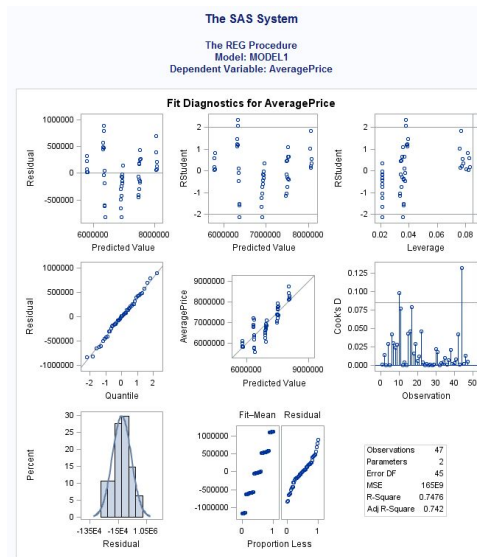 The SAS System
The REG Procedure
Model: MODEL1
Dependent Variable: AveragePrice
Fit Diagnostics for AveragePrice
1000000
500000
0
-500000
Residual
6000000 8000000
Predicted Value
2
1
0
-1
-2
RStudent
6000000 7000000 8000000
Predicted Value
2
1
0
-1
-2
RStudent
0.02 0.04 0.06 0.08
Leverage
1000000
500000
0
-500000
-1000000
Residual
-2 -1 0 1 2
Quantile
9000000
8000000
7000000
6000000
AveragePrice
6000000 9000000
Predicted Value
0.125
0.100
0.075
0.050
0.025
0.000
Cook's D
0 10 20 30 40 50
Observation
30
25
20
15
10
5
0
Percent
-135E4 -15E4 1.05E6
Residual
Fit–Mean Residual
1000000
500000
0
-500000
-1000000
0 1 0 1
Proportion Less
Observations 47
Parameters 2
Error DF 45
MSE 165E9
R-Square 0.7476
Adj R-Square 0.742